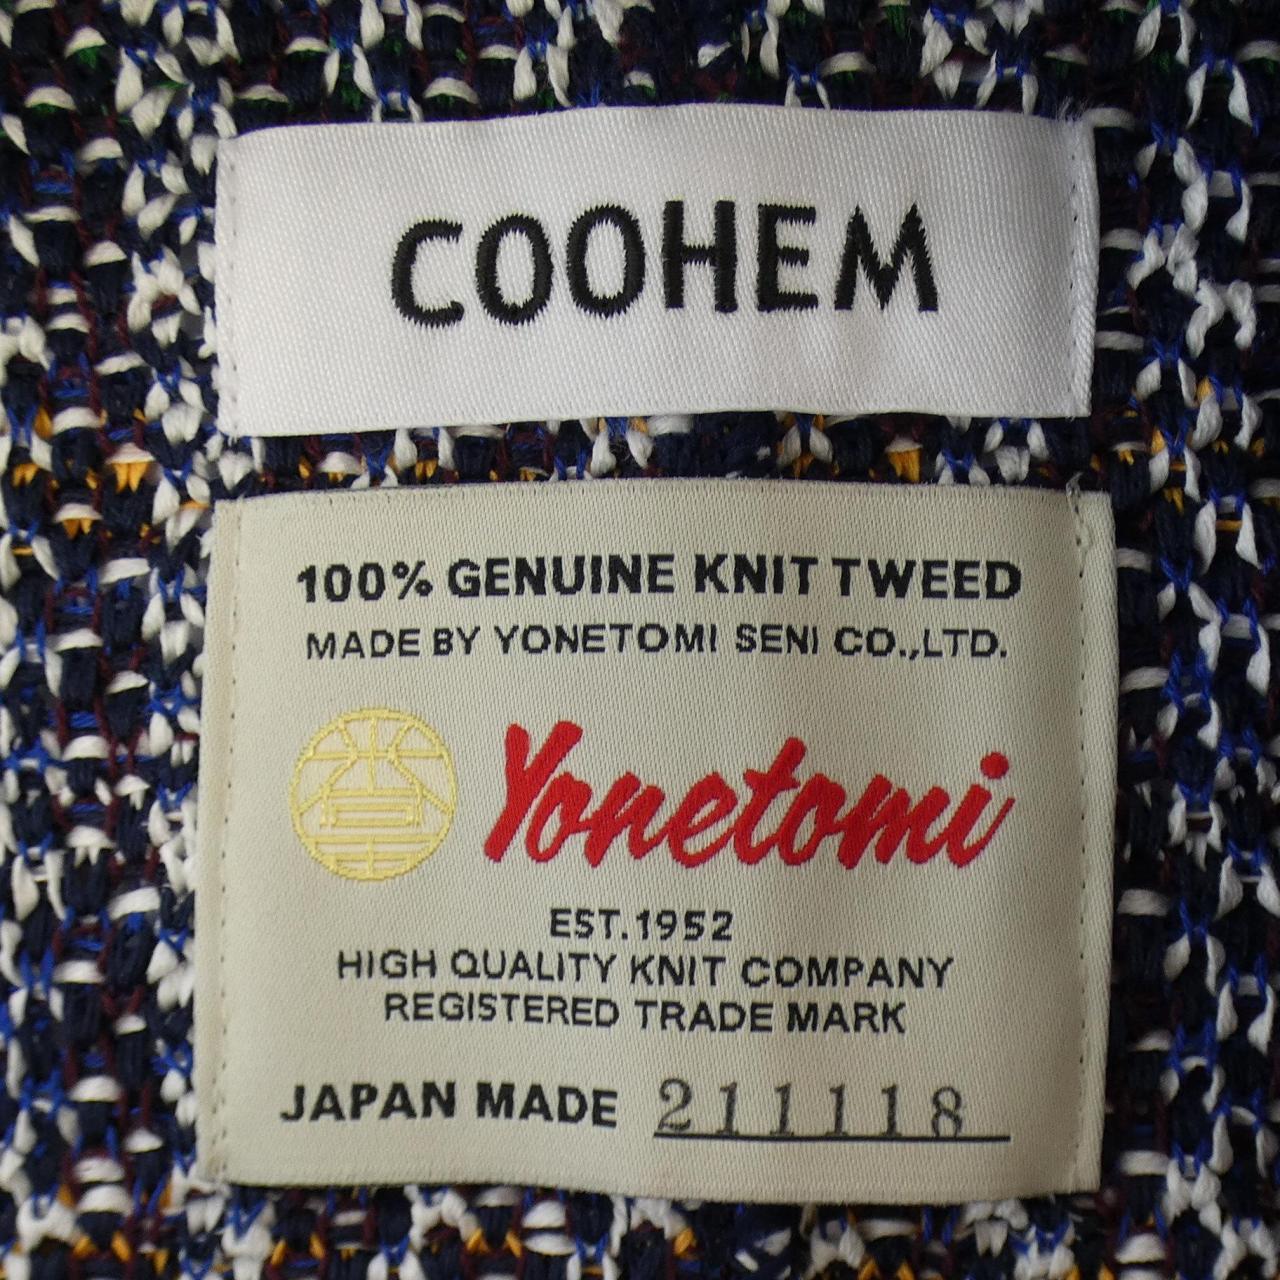 COOHEM
100% GENUINE KNIT TWEED
MADE BY YONETOMI SENI CO.,LTD.
Yonetomi
EST.1952
HIGH QUALITY KNIT COMPANY
REGISTERED TRADE MARK
JAPAN MADE 211118